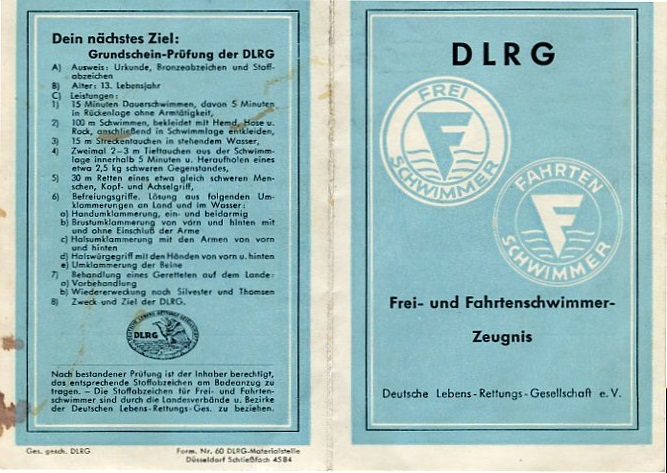 Dein nächstes Ziel:
Grundschein-Prüfung der DLRG
A) Ausweis: Urkunde, Bronzeabzeichen und Stoff-
abzeichen
B) Alter: 13. Lebensjahr
C) Leistungen:
1) 15 Minuten Dauerschwimmen, davon 5 Minuten
in Rückenlage ohne Armtätigkeit,
2) 100 m Schwimmen, bekleidet mit Hemd, Hose u.
Rock, anschließend in Schwimmlage entkleiden,
3) 15 m Streckentauchen in stehendem Wasser,
4) Zweimal 2–3 m Tieftauchen aus der Schwimm-
lage innerhalb 5 Minuten u. Heraufholen eines
etwa 2,5 kg schweren Gegenstandes,
5) 30 m Retten eines etwa gleich schweren Men-
schen, Kopf- und Achselgriff,
6) Befreiungsgriffe. Lösung aus folgenden Um-
klammerungen an Land und im Wasser:
a) Handumklammerung, ein- und beidarmig
b) Brustumklammerung von vorn und hinten mit
und ohne Einschluß der Arme
c) Halsumklammerung mit den Armen von vorn
und hinten
d) Halswürgegriff mit den Händen von vorn u. hinten
e) Umklammerung der Beine
7) Behandlung eines Geretteten auf dem Lande:
a) Vorbehandlung
b) Wiedererweckung nach Silvester und Thomsen
8) Zweck und Ziel der DLRG.
DLRG
Nach bestandener Prüfung ist der Inhaber berechtigt,
das entsprechende Stoffabzeichen am Badeanzug zu
tragen. – Die Stoffabzeichen für Frei- und Fahrten-
schwimmer sind durch die Landesverbände u. Bezirke
der Deutschen Lebens-Rettungs-Ges. zu beziehen.
Ges. gesch. DLRG
Form. Nr. 60 DLRG-Materialstelle
Düsseldorf Schließfach 4584
DLRG
FREI
F
SCHWIMMER
FAHRTEN
F
SCHWIMMER
Frei- und Fahrtenschwimmer-
Zeugnis
Deutsche Lebens-Rettungs-Gesellschaft e. V.